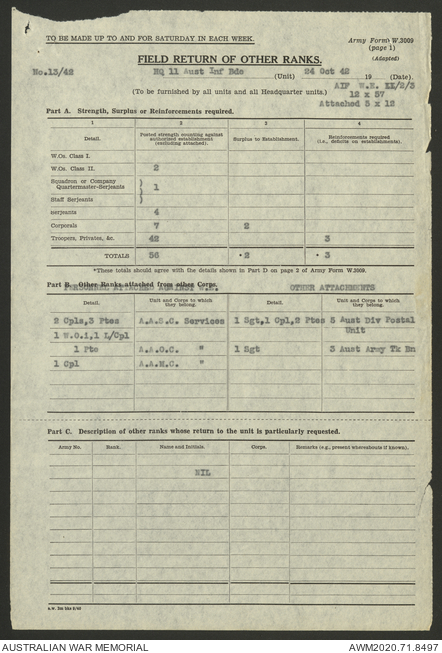 TO BE MADE UP TO AND FOR SATURDAY IN EACH WEEK.
Army Form W.3009
(page 1)
(Adapted)
FIELD RETURN OF OTHER RANKS.
No.13/42 HQ 11 Aust Inf Bde (Unit) 24 Oct 42 19 (Date).
(To be furnished by all units and all Headquarter units.)
AIF W.E. II/2/3
12 x 57
Attached 5 x 12
Part A. Strength, Surplus or Reinforcements required.
1 2 3 4
Detail. Posted strength counting against authorized establishment (excluding attached). Surplus to Establishment. Reinforcements required (i.e., deficits on establishments).
W.Os. Class I.
W.Os. Class II. 2
Squadron or Company
Quartermaster-Serjeants } 1
Staff Serjeants
Serjeants 4
Corporals 7 2
Troopers, Privates, &c. 42 3
TOTALS 56 * 2 * 3
*These totals should agree with the details shown in Part D on page 2 of Army Form W.3009.
Part B. Other Ranks attached from other Corps.
PERSONNEL ATTACHED AGAINST W.E. OTHER ATTACHMENTS
Detail. Unit and Corps to which they belong. Detail. Unit and Corps to which they belong.
2 Cpls,3 Ptes A.A.S.C. Services 1 Sgt,1 Cpl,2 Ptes 5 Aust Div Postal
Unit
1 W.O.i,1 L/Cpl
1 Pte A.A.O.C. " 1 Sgt 3 Aust Army Tk Bn
1 Cpl A.A.M.C. "
Part C. Description of other ranks whose return to the unit is particularly requested.
Army No. Rank. Name and Initials. Corps. Remarks (e.g., present whereabouts if known).
NIL
AUSTRALIAN WAR MEMORIAL
AWM2020.71.8497